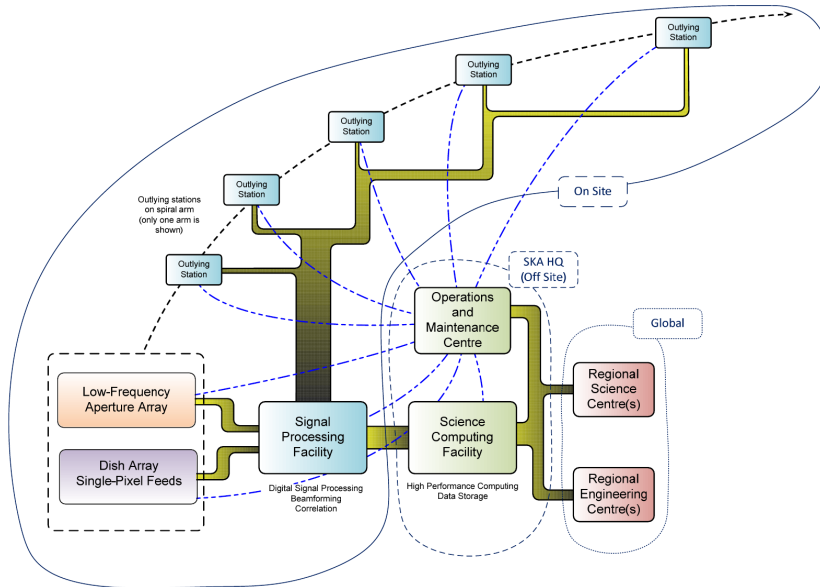 Outlying
Station
Outlying
Station
Outlying
Station
Outlying
Station
Outlying stations
on spiral arm
(only one arm is
shown)
On Site
Outlying
Station
SKA HQ
(Off Site)
Operations
and
Maintenance
Centre
Global
Low-Frequency
Aperture Array
Regional
Science
Centre(s)
Signal
Processing
Facility
Science
Computing
Facility
Dish Array
Single-Pixel Feeds
Regional
Engineering
Centre(s)
Digital Signal Processing
Beamforming
Correlation
High Performance Computing
Data Storage